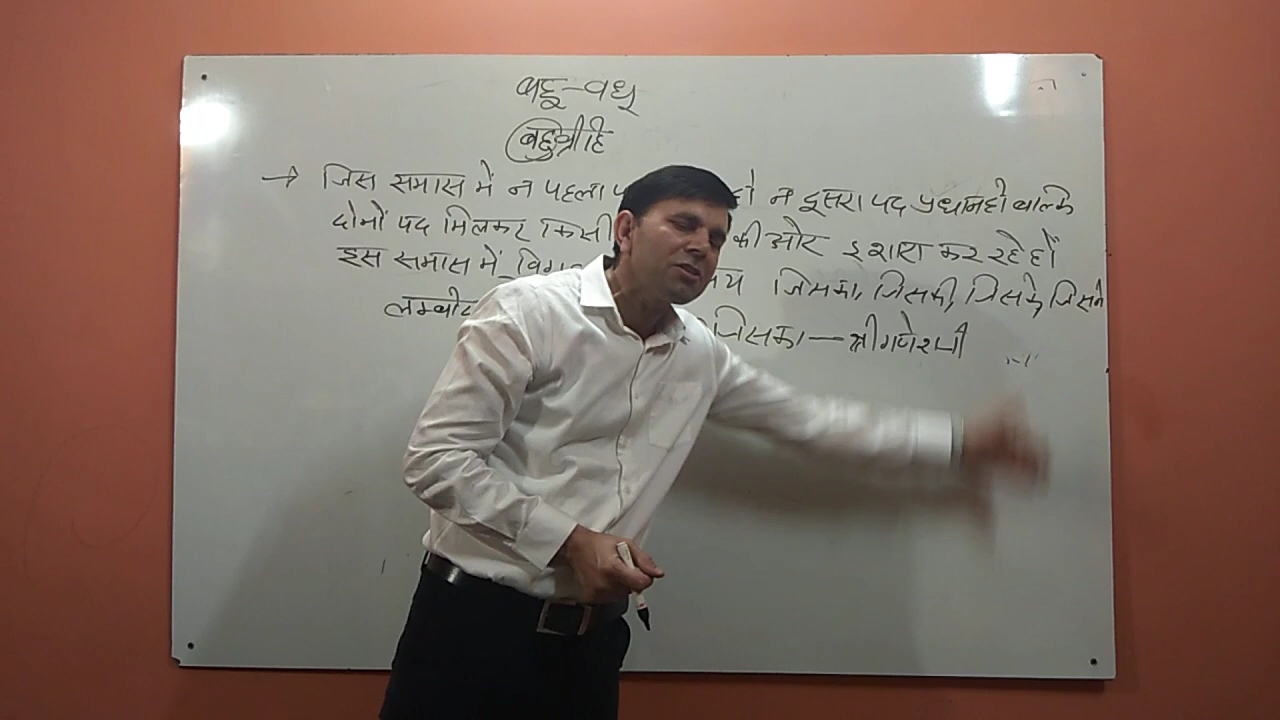 बहू-वधू
बहुव्रीहि
→ जिस समास में न पहला प हो न दूसरा पद प्रधान हो बल्कि
दोनों पद मिलकर किसी की ओर इशारा कर रहे हों
इस समास में विग्र य जिसका, जिसकी, जिसके, जिसने
लम्बोद जिसका — श्री गणेश जी